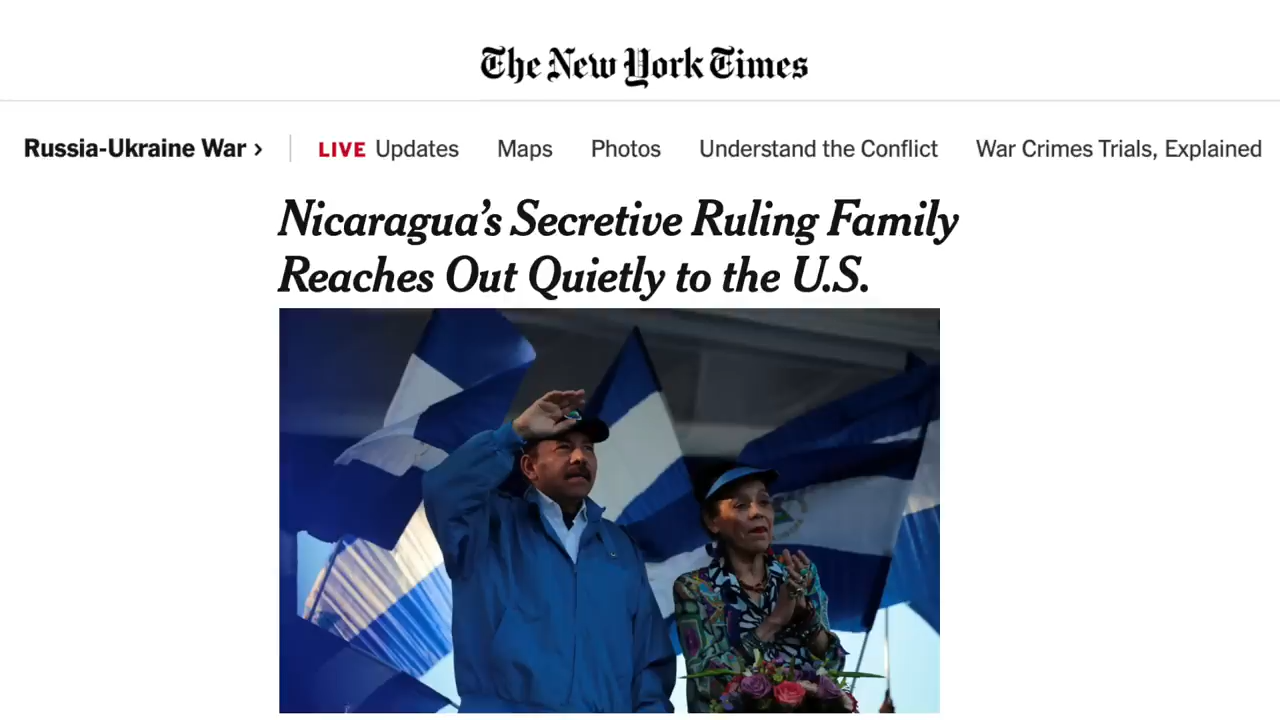 The New York Times
Russia-Ukraine War ›
LIVE Updates Maps Photos Understand the Conflict War Crimes Trials, Explained
Nicaragua’s Secretive Ruling Family
Reaches Out Quietly to the U.S.